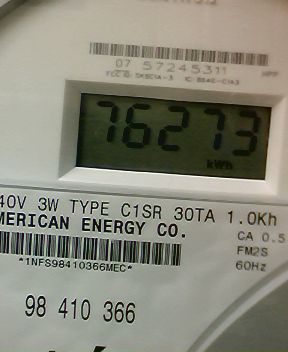 07 57245311
76273
kWh
40V 3W TYPE C1SR 30TA 1.0Kh
MERICAN ENERGY CO.
CA 0.5
FM2S
60Hz
*1NFS98410366MEC*
98 410 366